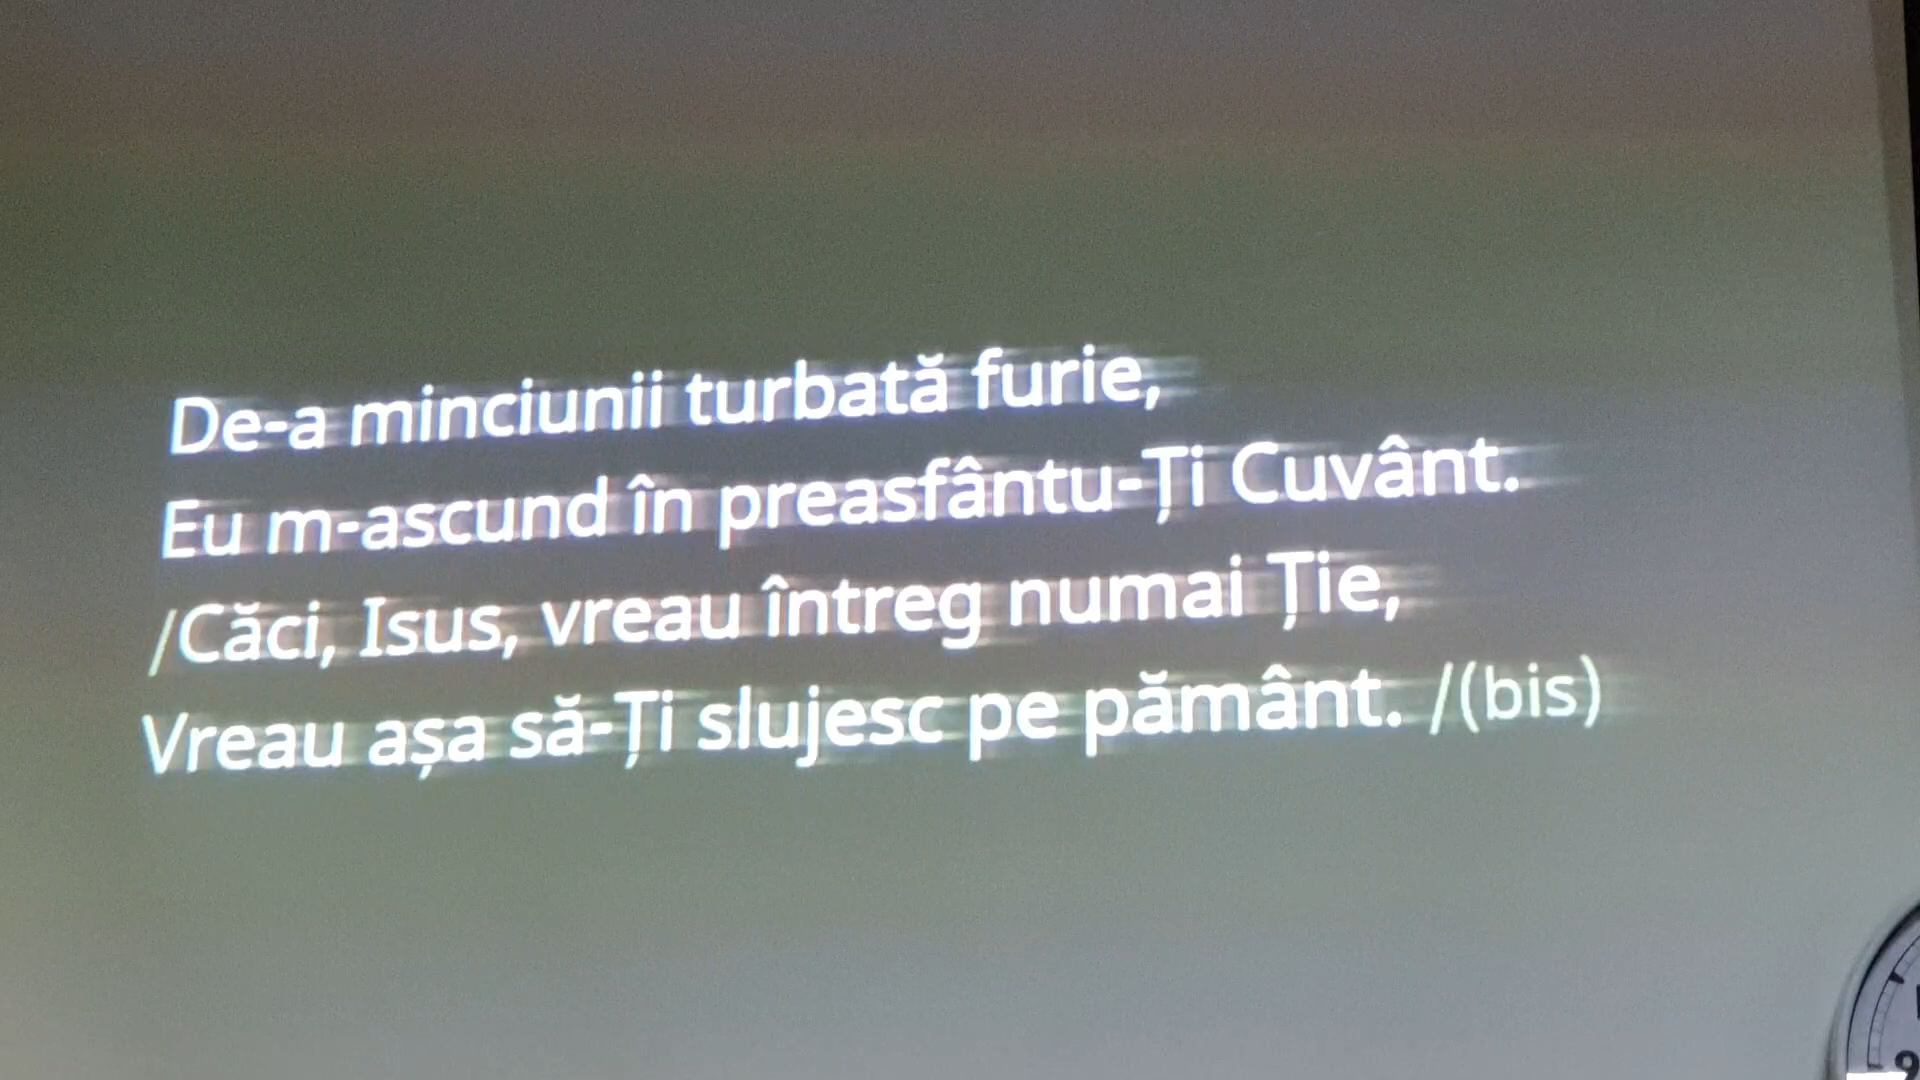 De-a minciunii turbată furie,
Eu m-ascund în preasfântu-Ți Cuvânt.
/Căci, Isus, vreau întreg numai Ție,
Vreau așa să-Ți slujesc pe pământ. /(bis)
9